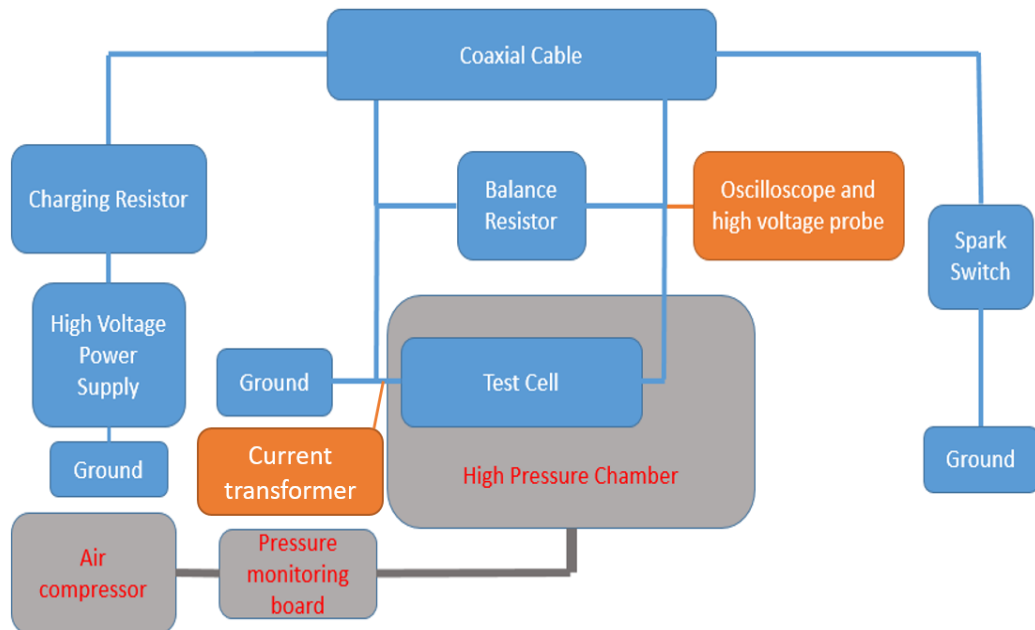 Coaxial Cable
Charging Resistor
Balance
Resistor
Oscilloscope and
high voltage probe
Spark
Switch
High Voltage
Power
Supply
Ground
Test Cell
Ground
Current
transformer
High Pressure Chamber
Ground
Air
compressor
Pressure
monitoring
board